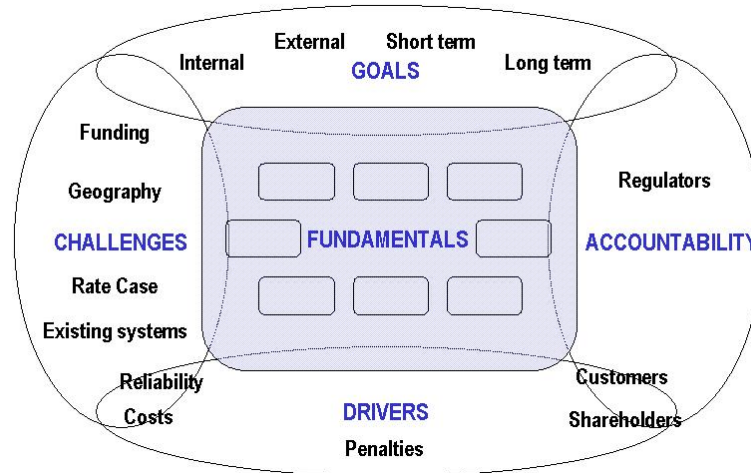 External Short term
Internal Long term
GOALS
Funding
Geography
Regulators
CHALLENGES FUNDAMENTALS ACCOUNTABILITY
Rate Case
Existing systems
Reliability Customers
Costs DRIVERS Shareholders
Penalties